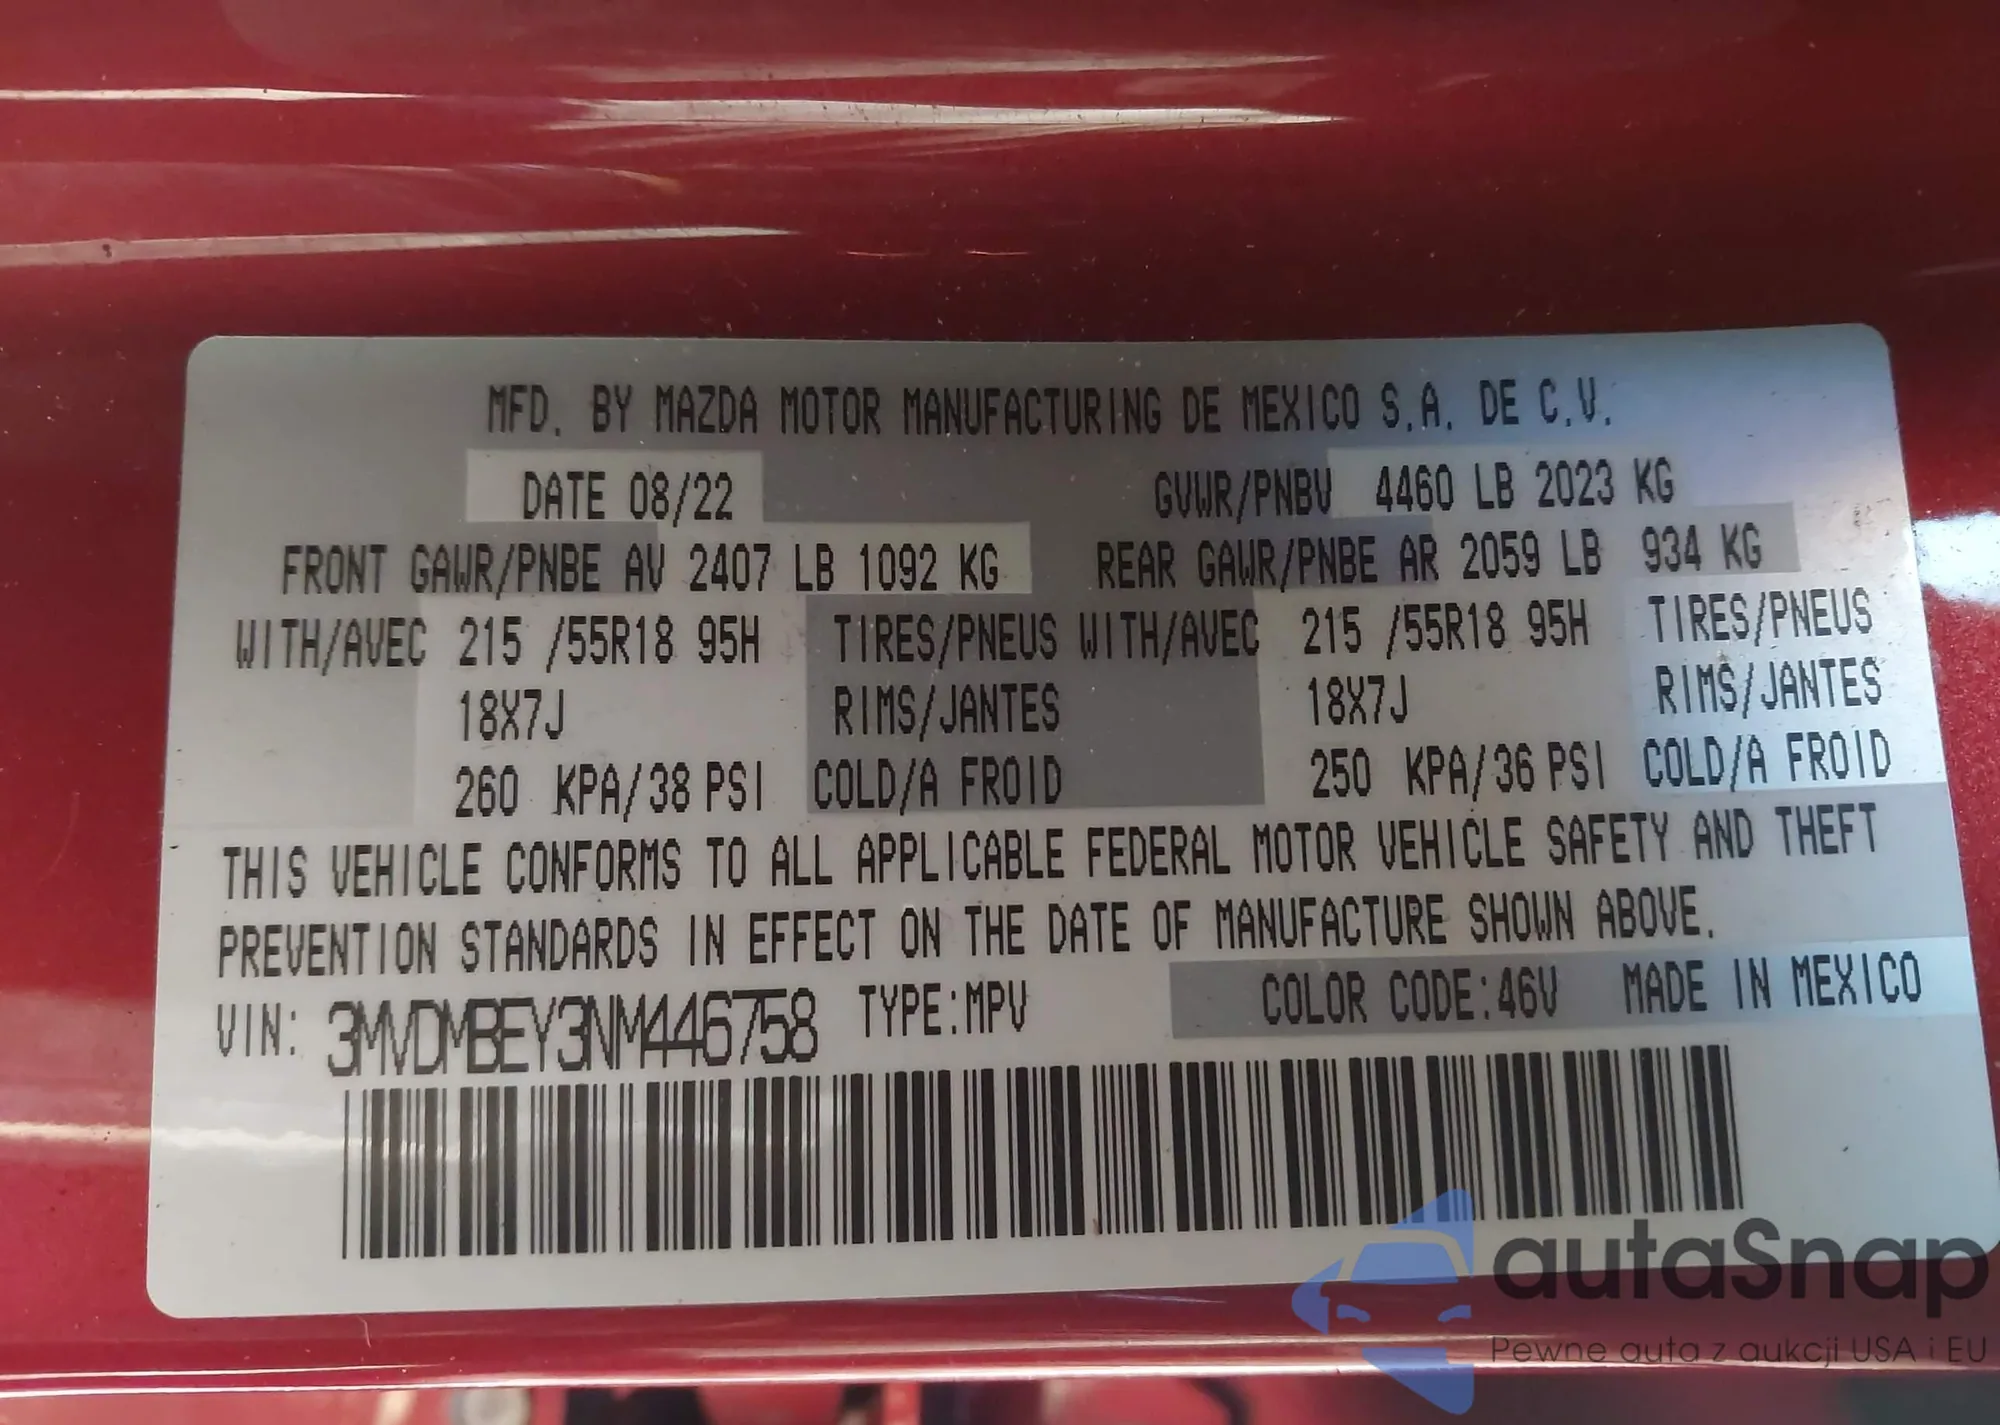 MFD. BY MAZDA MOTOR MANUFACTURING DE MEXICO S.A. DE C.V.
DATE 08/22 GVWR/PNBV 4460 LB 2023 KG
FRONT GAWR/PNBE AV 2407 LB 1092 KG REAR GAWR/PNBE AR 2059 LB 934 KG
WITH/AVEC 215 /55R18 95H TIRES/PNEUS WITH/AVEC 215 /55R18 95H TIRES/PNEUS
18X7J RIMS/JANTES 18X7J RIMS/JANTES
260 KPA/38 PSI COLD/A FROID 250 KPA/36 PSI COLD/A FROID
THIS VEHICLE CONFORMS TO ALL APPLICABLE FEDERAL MOTOR VEHICLE SAFETY AND THEFT
PREVENTION STANDARDS IN EFFECT ON THE DATE OF MANUFACTURE SHOWN ABOVE.
VIN: 3MVDMBEY3NM446758 TYPE:MPV COLOR CODE:46V MADE IN MEXICO
autaSnap
Pewne auta z aukcji USA i EU